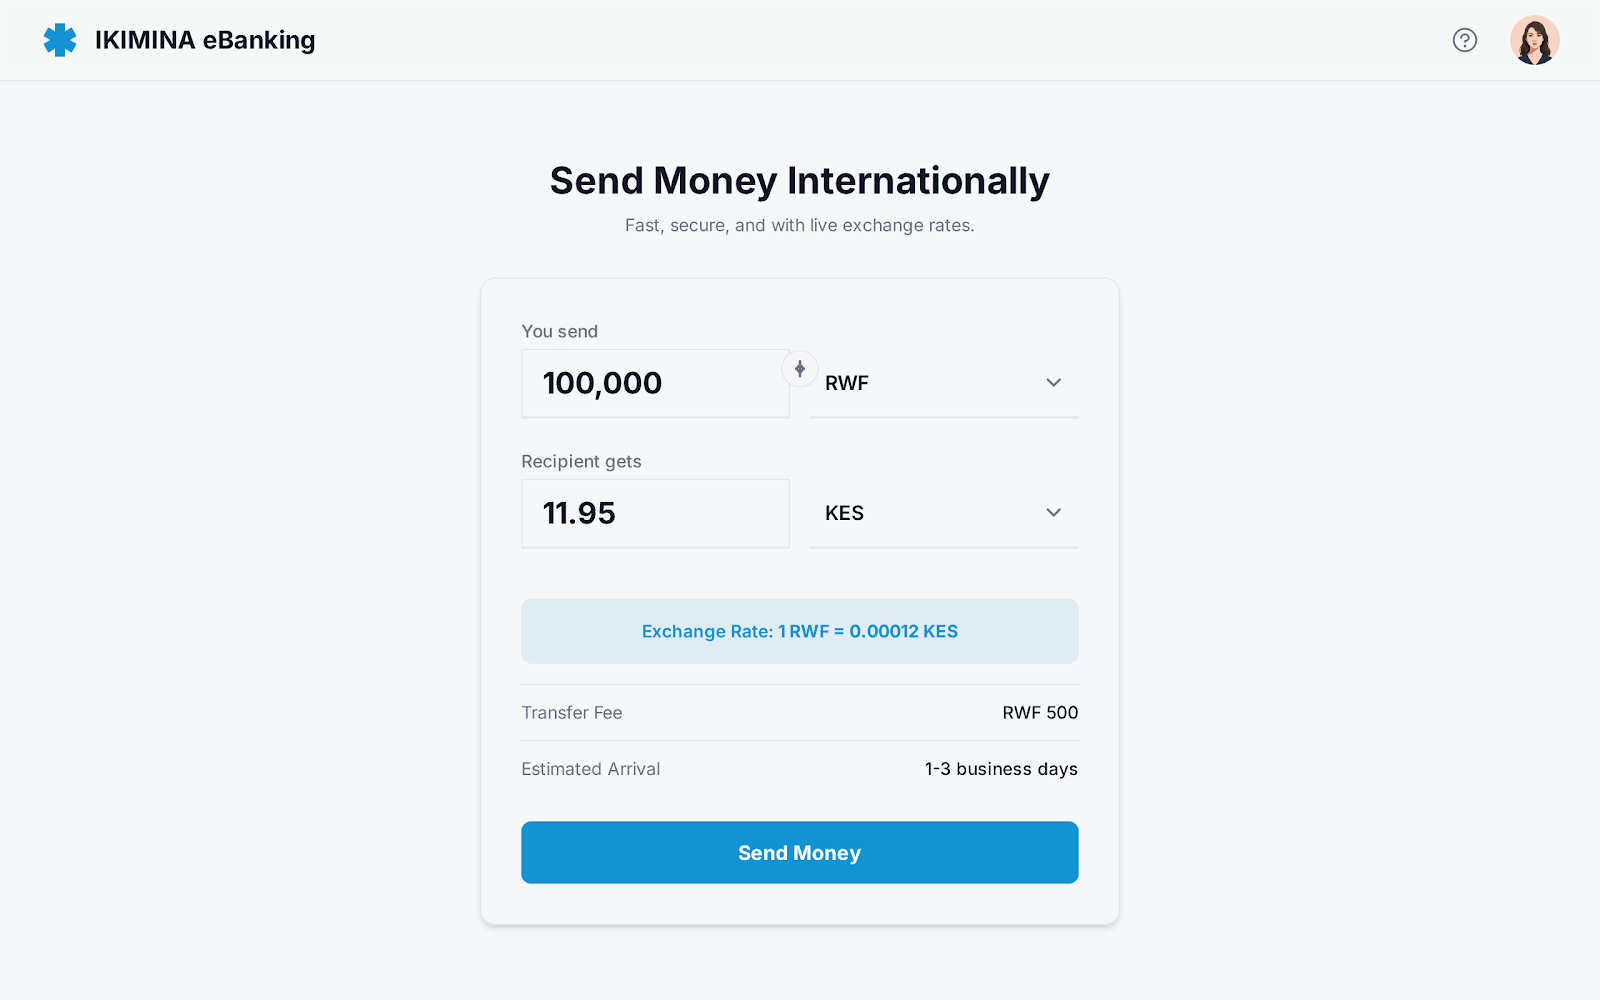 IKIMINA eBanking
Send Money Internationally
Fast, secure, and with live exchange rates.
You send
100,000
RWF
Recipient gets
11.95
KES
Exchange Rate: 1 RWF = 0.00012 KES
Transfer Fee
RWF 500
Estimated Arrival
1-3 business days
Send Money